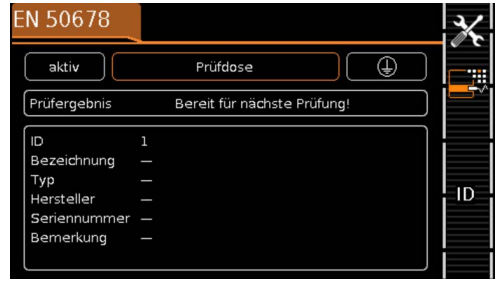 EN 50678
aktiv Prüfdose
Prüfergebnis Bereit für nächste Prüfung!
ID 1
Bezeichnung —
Typ —
Hersteller —
Seriennummer —
Bemerkung —
ID